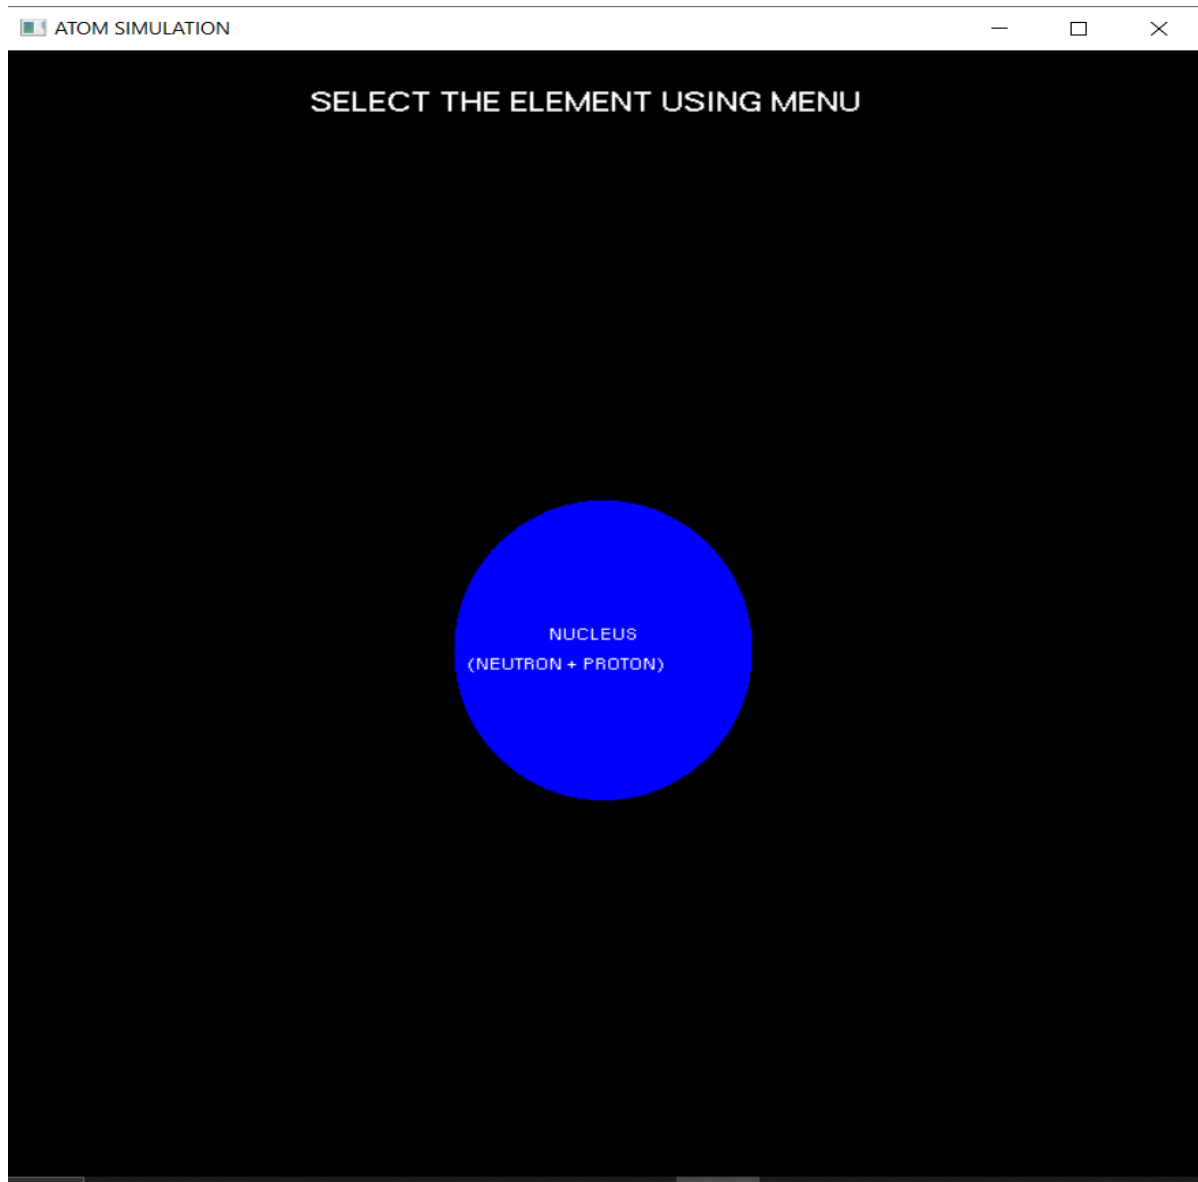 ATOM SIMULATION
SELECT THE ELEMENT USING MENU
NUCLEUS
(NEUTRON + PROTON)